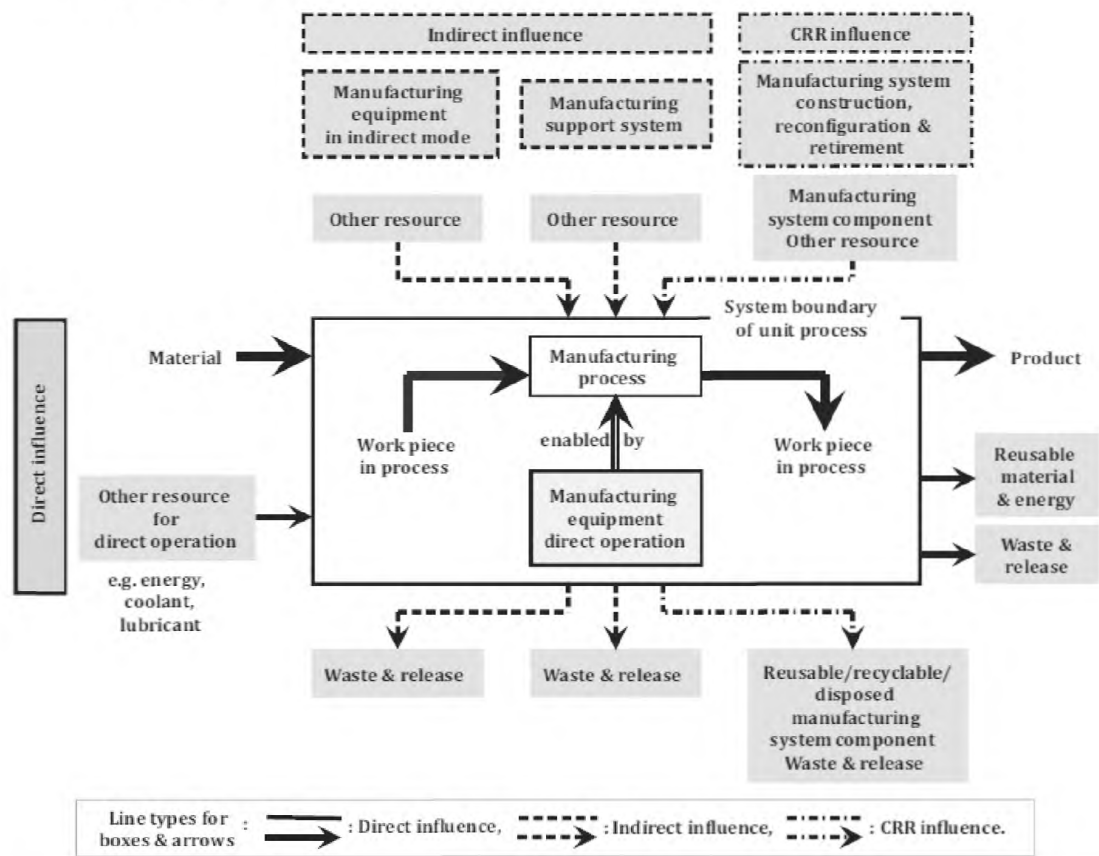 Indirect influence
CRR influence
Manufacturing
equipment
in indirect mode
Manufacturing
support system
Manufacturing system
construction,
reconfiguration &
retirement
Other resource
Other resource
Manufacturing
system component
Other resource
Direct influence
Material
System boundary
of unit process
Manufacturing
process
Product
Work piece
in process
enabled by
Work piece
in process
Other resource
for
direct operation
e.g. energy,
coolant,
lubricant
Manufacturing
equipment
direct operation
Reusable
material
& energy
Waste &
release
Waste & release
Waste & release
Reusable/recyclable/
disposed
manufacturing
system component
Waste & release
Line types for
boxes & arrows : : Direct influence, : Indirect influence, : CRR influence.